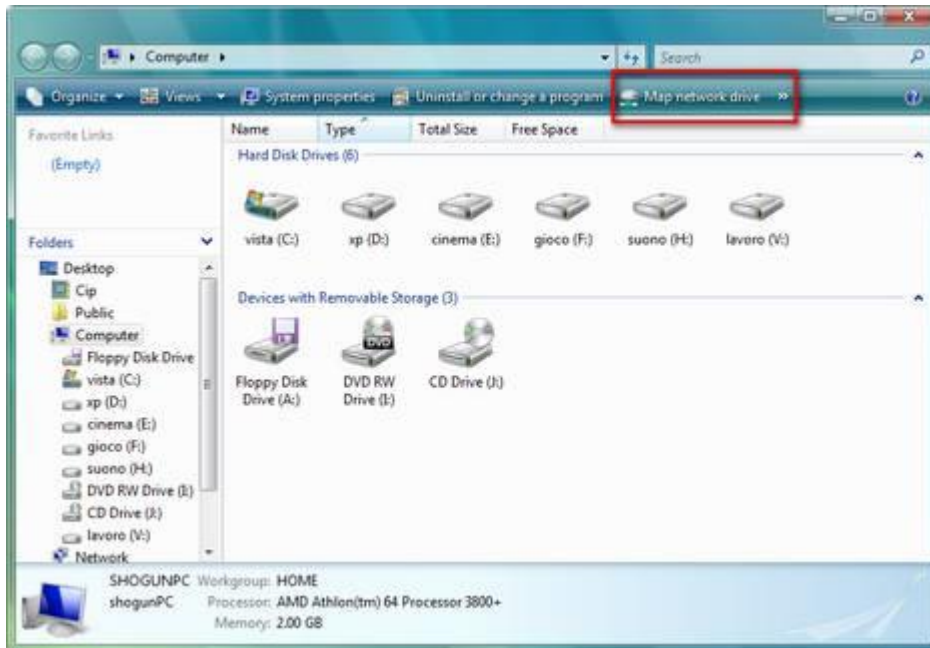 Computer
Search
Organize Views System properties Uninstall or change a program Map network drive »
Favorite Links
(Empty)
Folders
Desktop
Cip
Public
Computer
Floppy Disk Drive
vista (C:)
xp (D:)
cinema (E:)
gioco (F:)
suono (H:)
DVD RW Drive (I:)
CD Drive (J:)
lavoro (V:)
Network
Name Type Total Size Free Space
Hard Disk Drives (6)
vista (C:) xp (D:) cinema (E:) gioco (F:) suono (H:) lavoro (V:)
Devices with Removable Storage (3)
Floppy Disk Drive (A:)
DVD RW Drive (I:)
CD Drive (J:)
SHOGUNPC Workgroup: HOME
shogunPC Processor: AMD Athlon(tm) 64 Processor 3800+
Memory: 2.00 GB